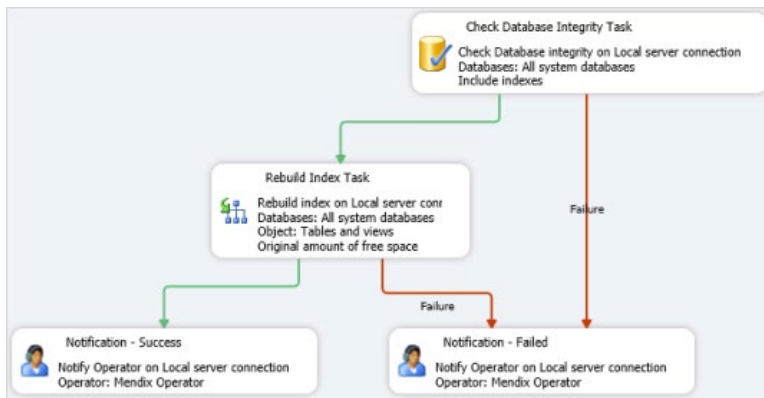 Check Database Integrity Task
Check Database integrity on Local server connection
Databases: All system databases
Include indexes
Rebuild Index Task
Rebuild index on Local server conr
Databases: All system databases
Object: Tables and views
Original amount of free space
Failure
Failure
Notification - Success
Notify Operator on Local server connection
Operator: Mendix Operator
Notification - Failed
Notify Operator on Local server connection
Operator: Mendix Operator